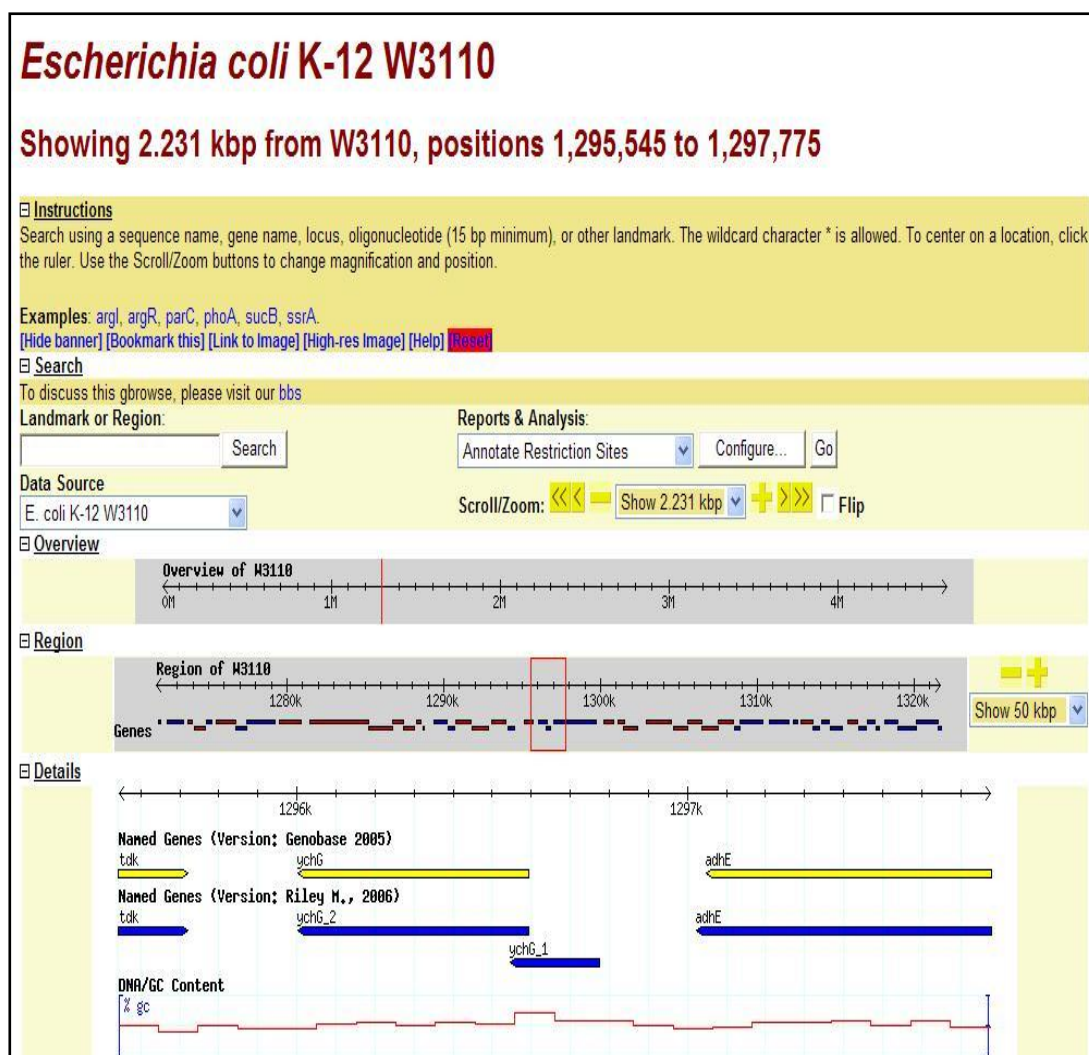 Escherichia coli K-12 W3110
Showing 2.231 kbp from W3110, positions 1,295,545 to 1,297,775
Instructions
Search using a sequence name, gene name, locus, oligonucleotide (15 bp minimum), or other landmark. The wildcard character * is allowed. To center on a location, click
the ruler. Use the Scroll/Zoom buttons to change magnification and position.
Examples: argI, argR, parC, phoA, sucB, ssrA.
[Hide banner] [Bookmark this] [Link to Image] [High-res Image] [Help] [Reset]
Search
To discuss this gbrowse, please visit our bbs
Landmark or Region:
Search
Reports & Analysis:
Annotate Restriction Sites
Configure...
Go
Data Source
E. coli K-12 W3110
Scroll/Zoom: << < Show 2.231 kbp > >> Flip
Overview
Overview of W3110
0M 1M 2M 3M 4M
Region
Region of W3110
1280k 1290k 1300k 1310k 1320k
Genes
Show 50 kbp
Details
1296k 1297k
Named Genes (Version: Genobase 2005)
tdk ychG adhE
Named Genes (Version: Riley M., 2006)
tdk ychG_2 adhE
ychG_1
DNA/GC Content
% gc